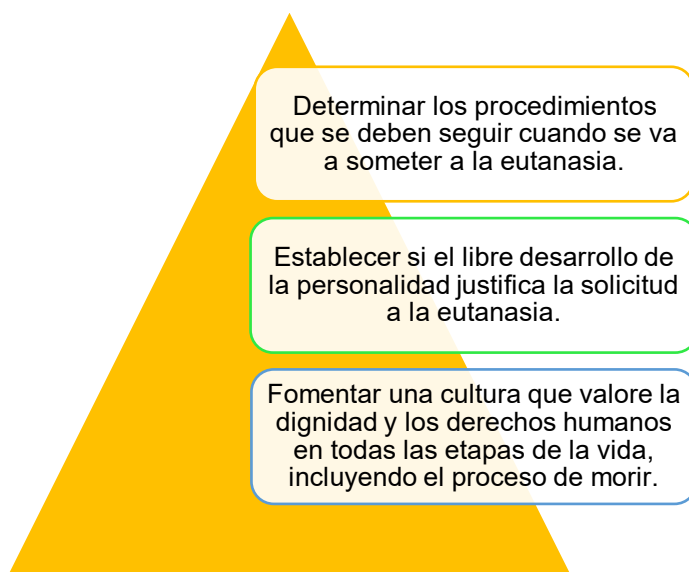 Determinar los procedimientos
que se deben seguir cuando se va
a someter a la eutanasia.
Establecer si el libre desarrollo de
la personalidad justifica la solicitud
a la eutanasia.
Fomentar una cultura que valore la
dignidad y los derechos humanos
en todas las etapas de la vida,
incluyendo el proceso de morir.